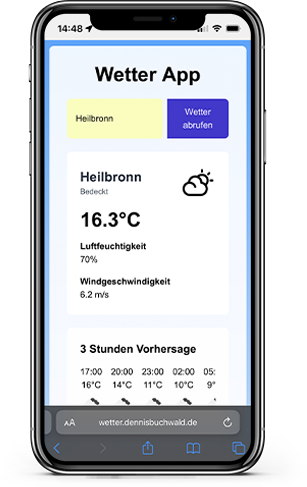 14:48
Wetter App
Heilbronn
Wetter
abrufen
Heilbronn
Bedeckt
16.3°C
Luftfeuchtigkeit
70%
Windgeschwindigkeit
6.2 m/s
3 Stunden Vorhersage
17:00 20:00 23:00 02:00 05:
16°C 14°C 11°C 10°C 9°
AA wetter.dennisbuchwald.de